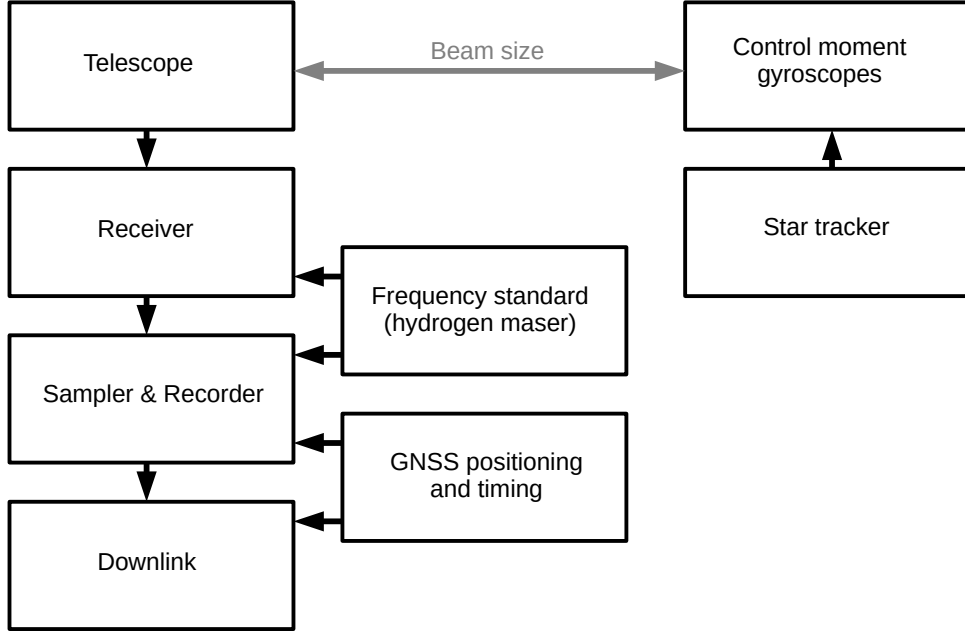 Telescope
Beam size
Control moment
gyroscopes
Receiver
Star tracker
Frequency standard
(hydrogen maser)
Sampler & Recorder
GNSS positioning
and timing
Downlink